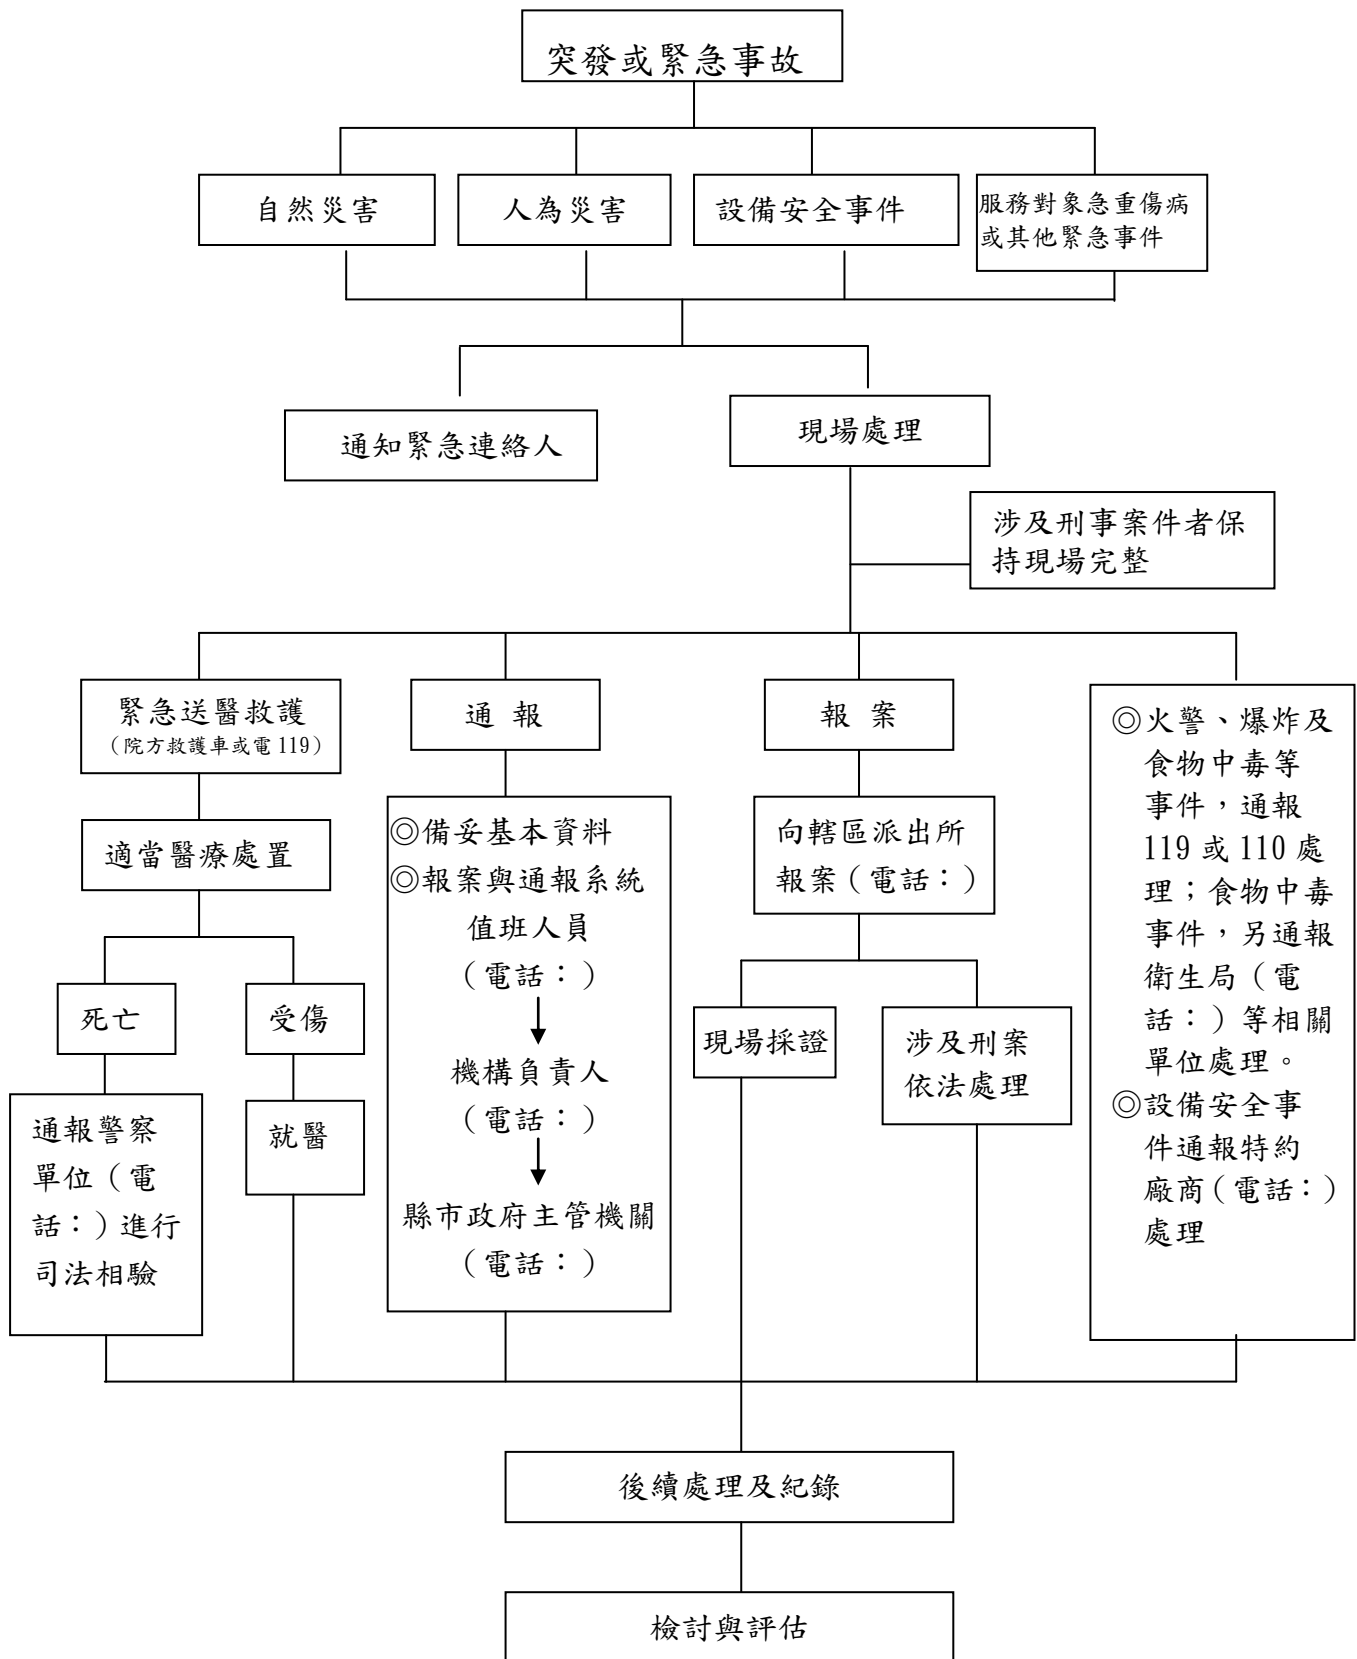 突發或緊急事故
自然災害
人為災害
設備安全事件
服務對象急重傷病
或其他緊急事件
通知緊急連絡人
現場處理
涉及刑事案件者保
持現場完整
緊急送醫救護
（院方救護車或電 119）
適當醫療處置
死亡
受傷
通報警察
單位（電
話：）進行
司法相驗
就醫
通 報
◎備妥基本資料
◎報案與通報系統
值班人員
（電話：）
機構負責人
（電話：）
縣市政府主管機關
（電話：）
報 案
向轄區派出所
報案（電話：）
現場採證
涉及刑案
依法處理
◎火警、爆炸及
食物中毒等
事件，通報
119 或 110 處
理；食物中毒
事件，另通報
衛生局（電
話：）等相關
單位處理。
◎設備安全事
件通報特約
廠商（電話：）
處理
後續處理及紀錄
檢討與評估